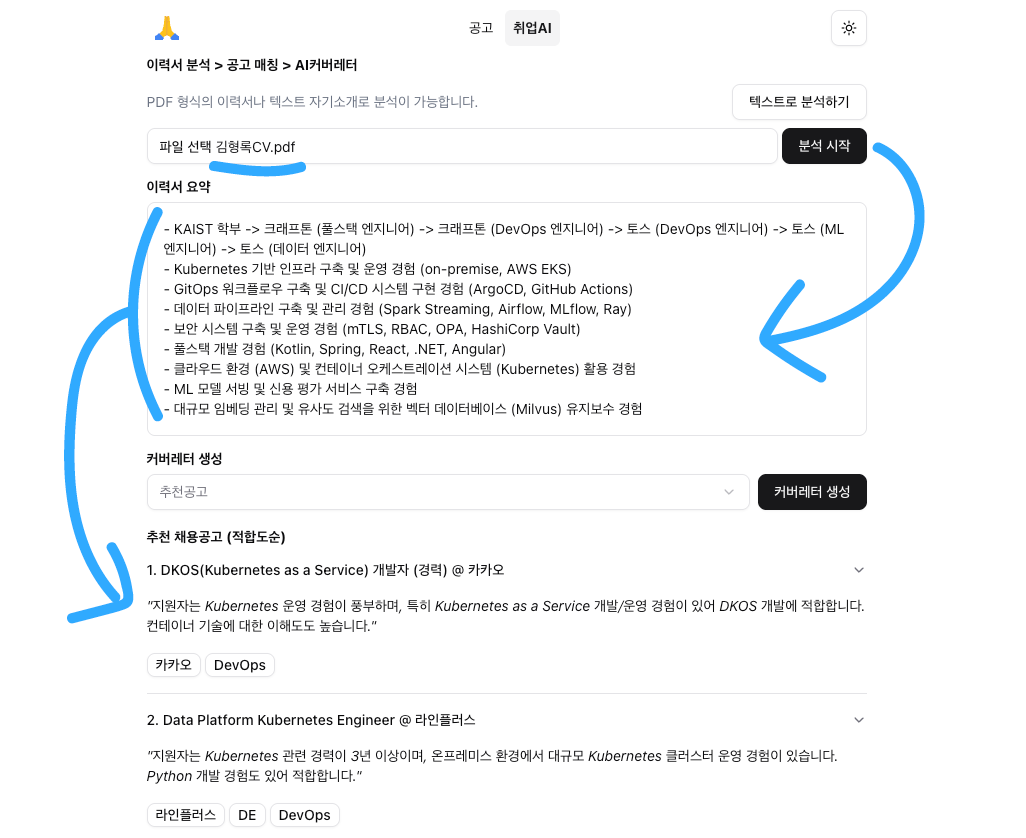 공고 취업AI
이력서 분석 > 공고 매칭 > AI커버레터
PDF 형식의 이력서나 텍스트 자기소개로 분석이 가능합니다.
텍스트로 분석하기
파일 선택 김형록CV.pdf
분석 시작
이력서 요약
- KAIST 학부 -> 크래프톤 (풀스택 엔지니어) -> 크래프톤 (DevOps 엔지니어) -> 토스 (DevOps 엔지니어) -> 토스 (ML
엔지니어) -> 토스 (데이터 엔지니어)
- Kubernetes 기반 인프라 구축 및 운영 경험 (on-premise, AWS EKS)
- GitOps 워크플로우 구축 및 CI/CD 시스템 구현 경험 (ArgoCD, GitHub Actions)
- 데이터 파이프라인 구축 및 관리 경험 (Spark Streaming, Airflow, MLflow, Ray)
- 보안 시스템 구축 및 운영 경험 (mTLS, RBAC, OPA, HashiCorp Vault)
- 풀스택 개발 경험 (Kotlin, Spring, React, .NET, Angular)
- 클라우드 환경 (AWS) 및 컨테이너 오케스트레이션 시스템 (Kubernetes) 활용 경험
- ML 모델 서빙 및 신용 평가 서비스 구축 경험
- 대규모 임베딩 관리 및 유사도 검색을 위한 벡터 데이터베이스 (Milvus) 유지보수 경험
커버레터 생성
추천공고
커버레터 생성
추천 채용공고 (적합도순)
1. DKOS(Kubernetes as a Service) 개발자 (경력) @ 카카오
"지원자는 Kubernetes 운영 경험이 풍부하며, 특히 Kubernetes as a Service 개발/운영 경험이 있어 DKOS 개발에 적합합니다.
컨테이너 기술에 대한 이해도도 높습니다."
카카오 DevOps
2. Data Platform Kubernetes Engineer @ 라인플러스
"지원자는 Kubernetes 관련 경력이 3년 이상이며, 온프레미스 환경에서 대규모 Kubernetes 클러스터 운영 경험이 있습니다.
Python 개발 경험도 있어 적합합니다."
라인플러스 DE DevOps